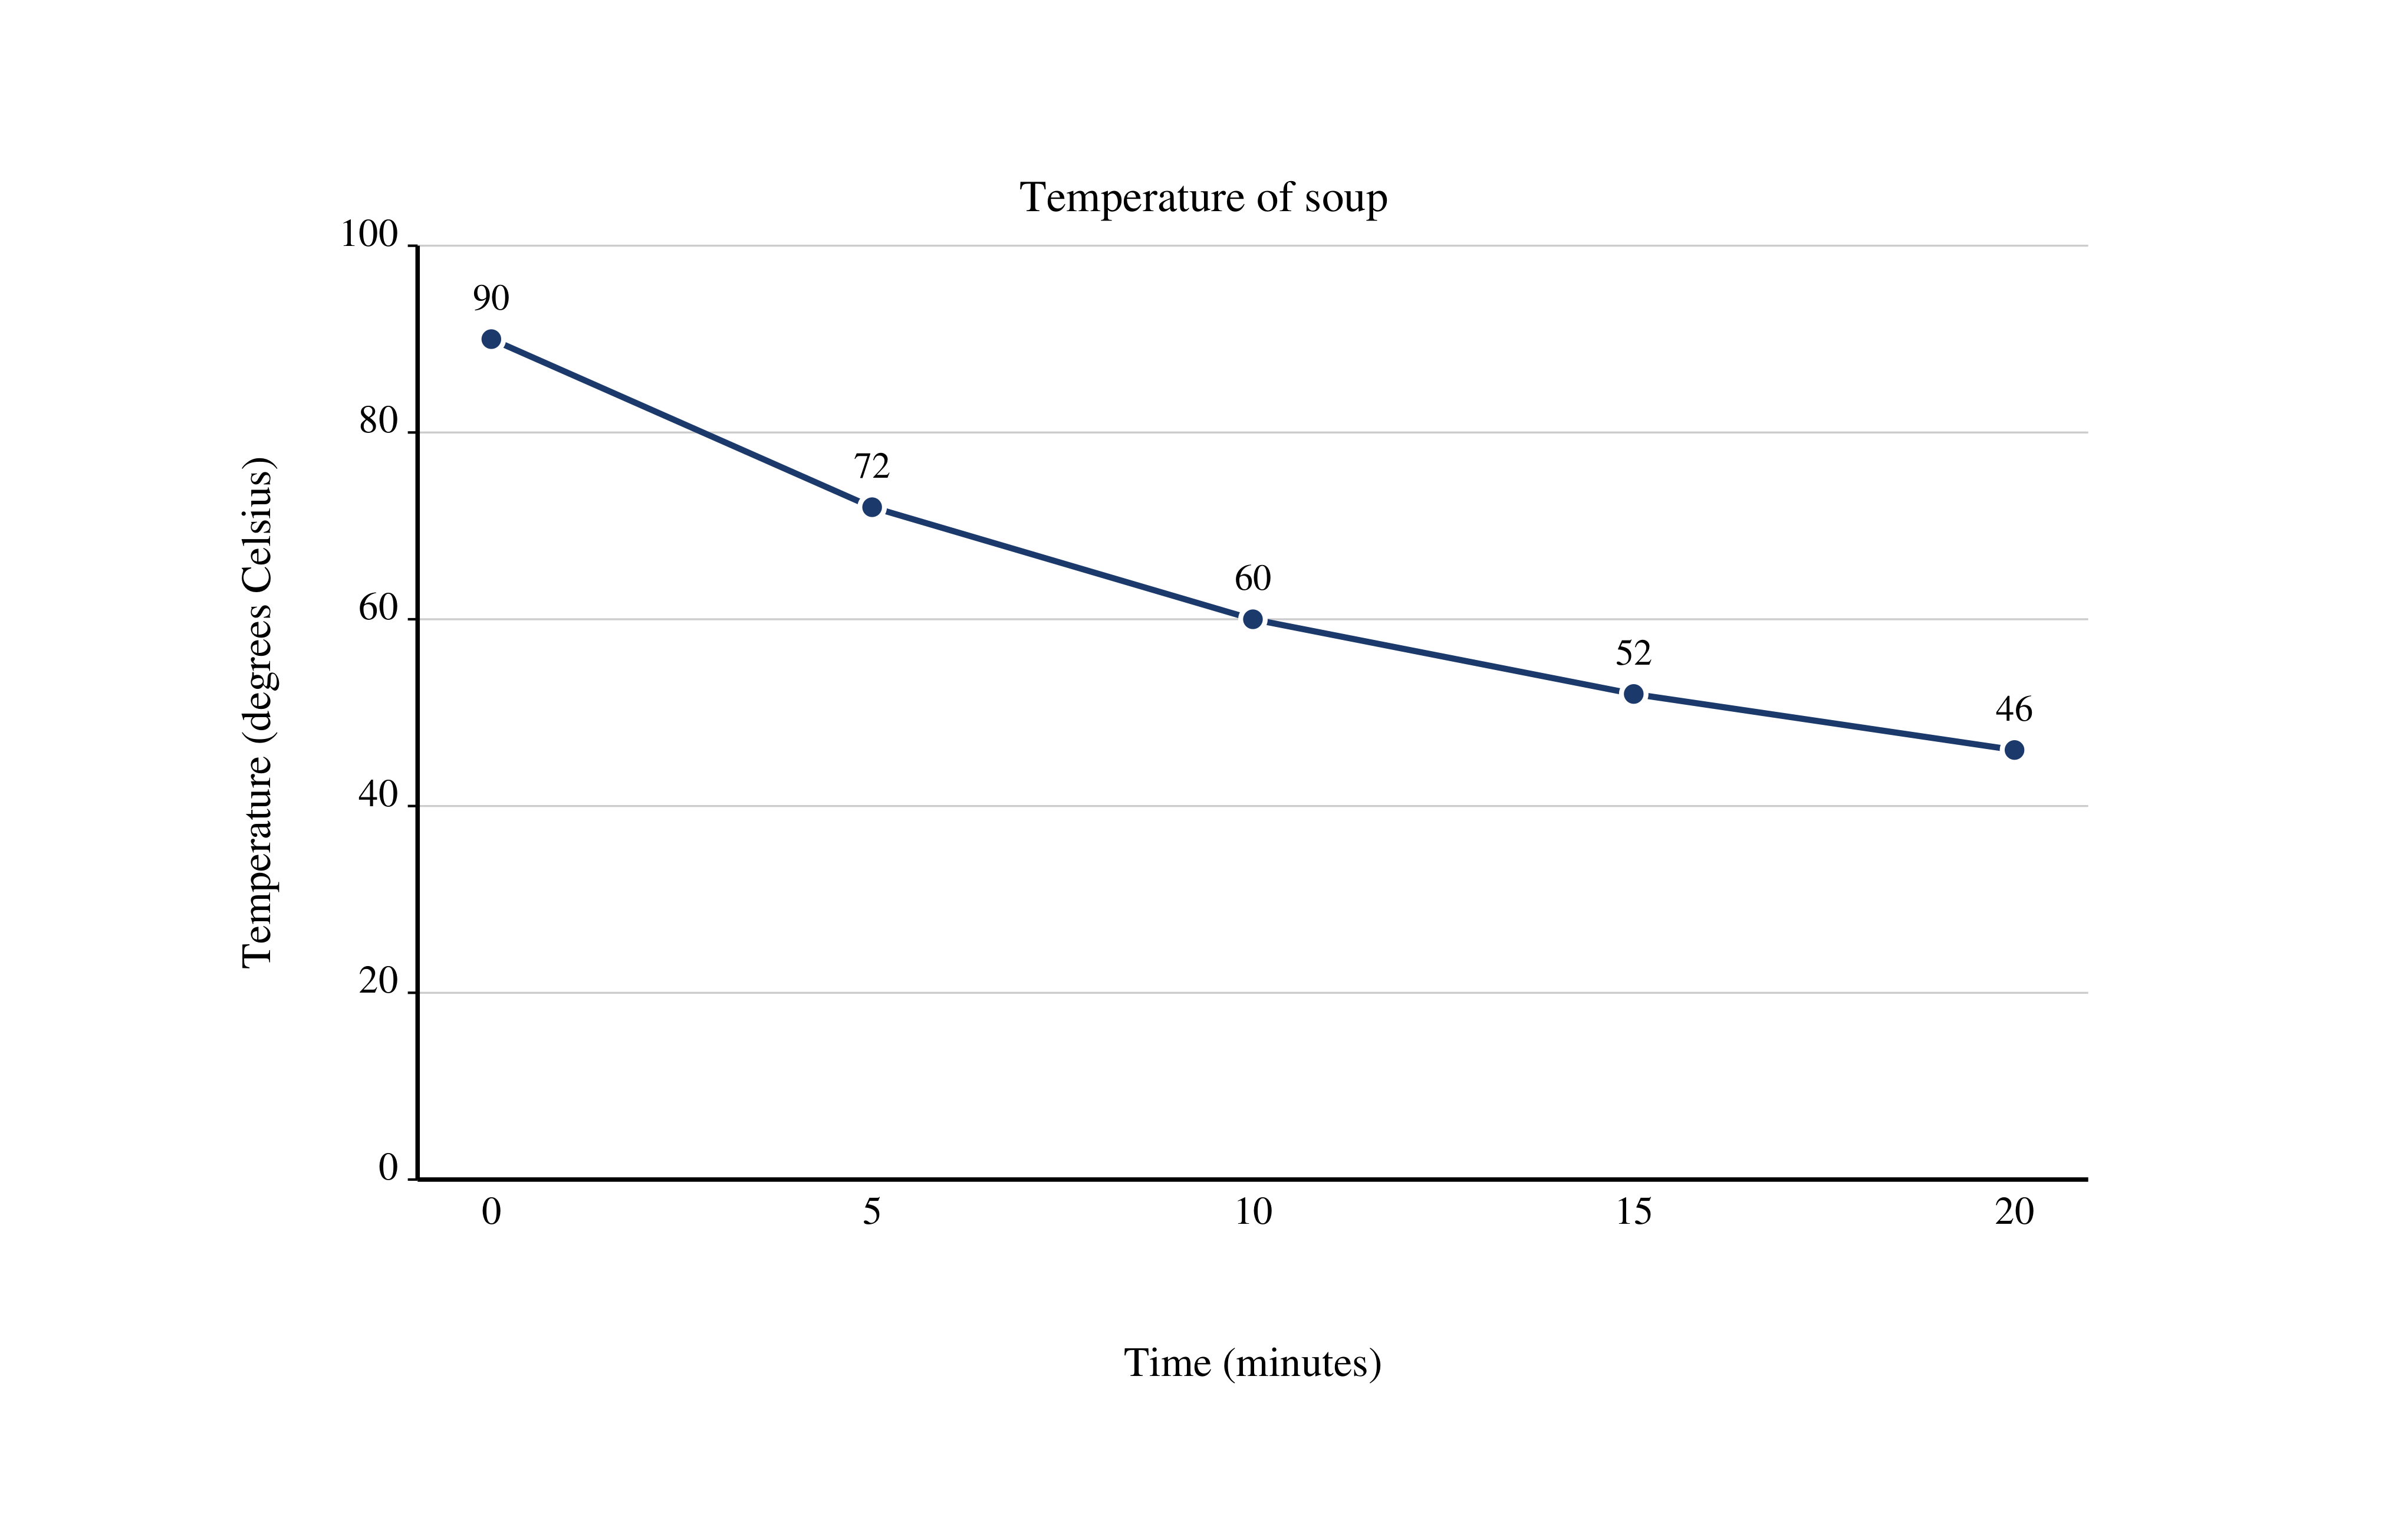 Temperature of soup
100
80
60
40
20
0
Temperature (degrees Celsius)
90
72
60
52
46
0 5 10 15 20
Time (minutes)